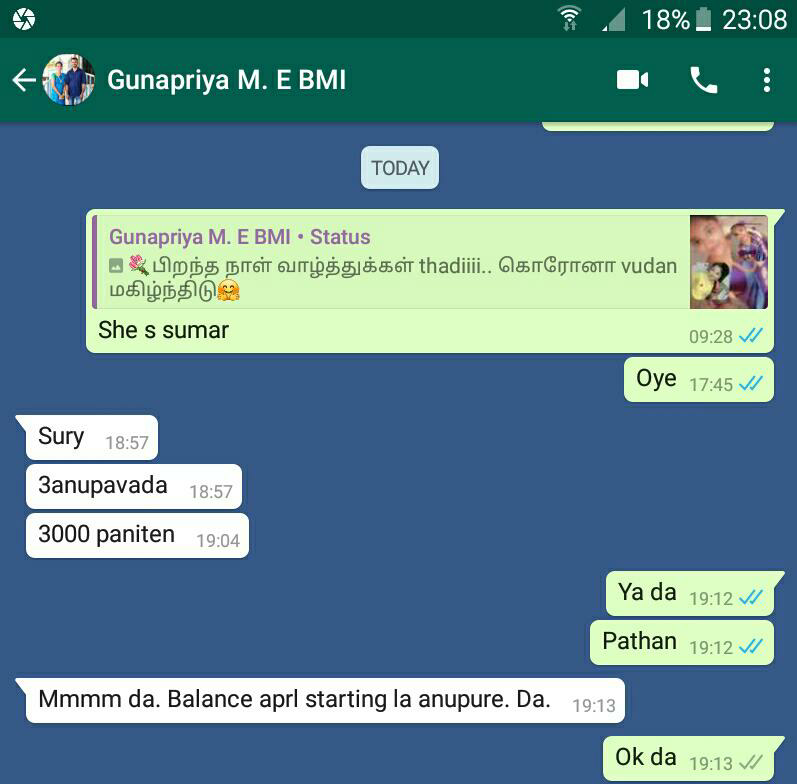 18% 23:08
Gunapriya M. E BMI
TODAY
Gunapriya M. E BMI • Status
💐பிறந்த நாள் வாழ்த்துக்கள் thadiiii.. கொரோனா vudan
மகிழ்ந்திடு🤗
She s sumar 09:28
Oye 17:45
Sury 18:57
3anupavada 18:57
3000 paniten 19:04
Ya da 19:12
Pathan 19:12
Mmmm da. Balance aprl starting la anupure. Da. 19:13
Ok da 19:13